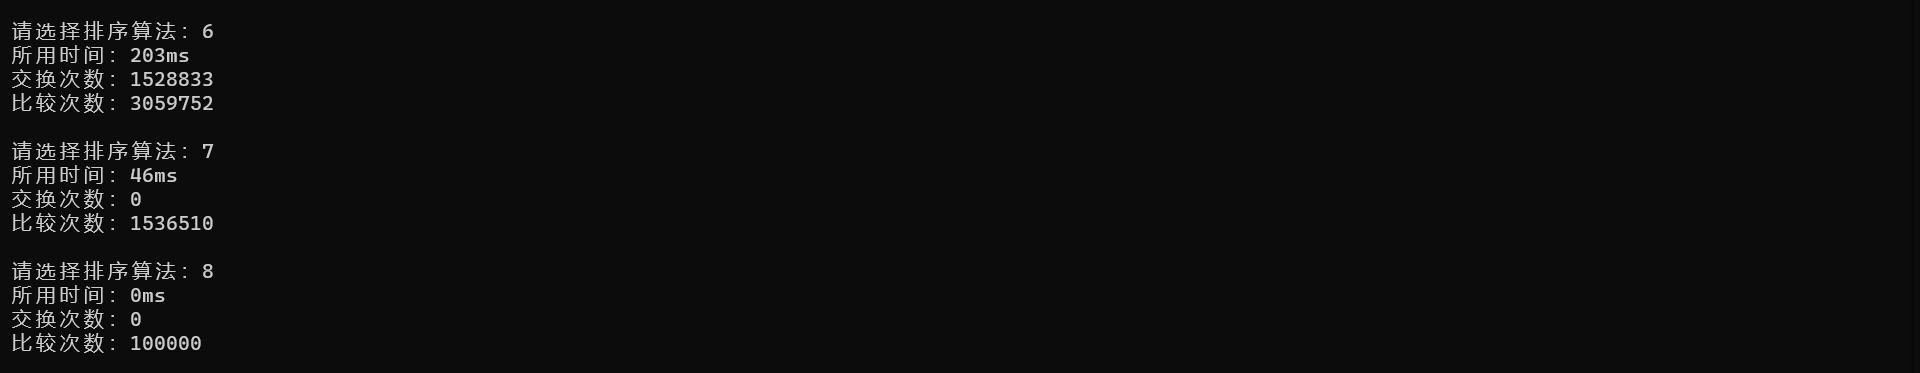 请选择排序算法：6
所用时间：203ms
交换次数：1528833
比较次数：3059752
请选择排序算法：7
所用时间：46ms
交换次数：0
比较次数：1536510
请选择排序算法：8
所用时间：0ms
交换次数：0
比较次数：100000